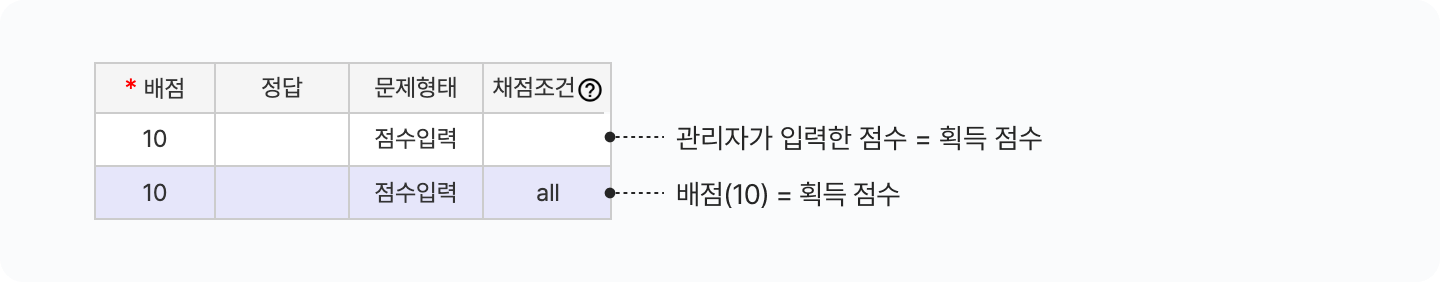 * 배점 정답 문제형태 채점조건?
10 점수입력 관리자가 입력한 점수 = 획득 점수
10 점수입력 all 배점(10) = 획득 점수